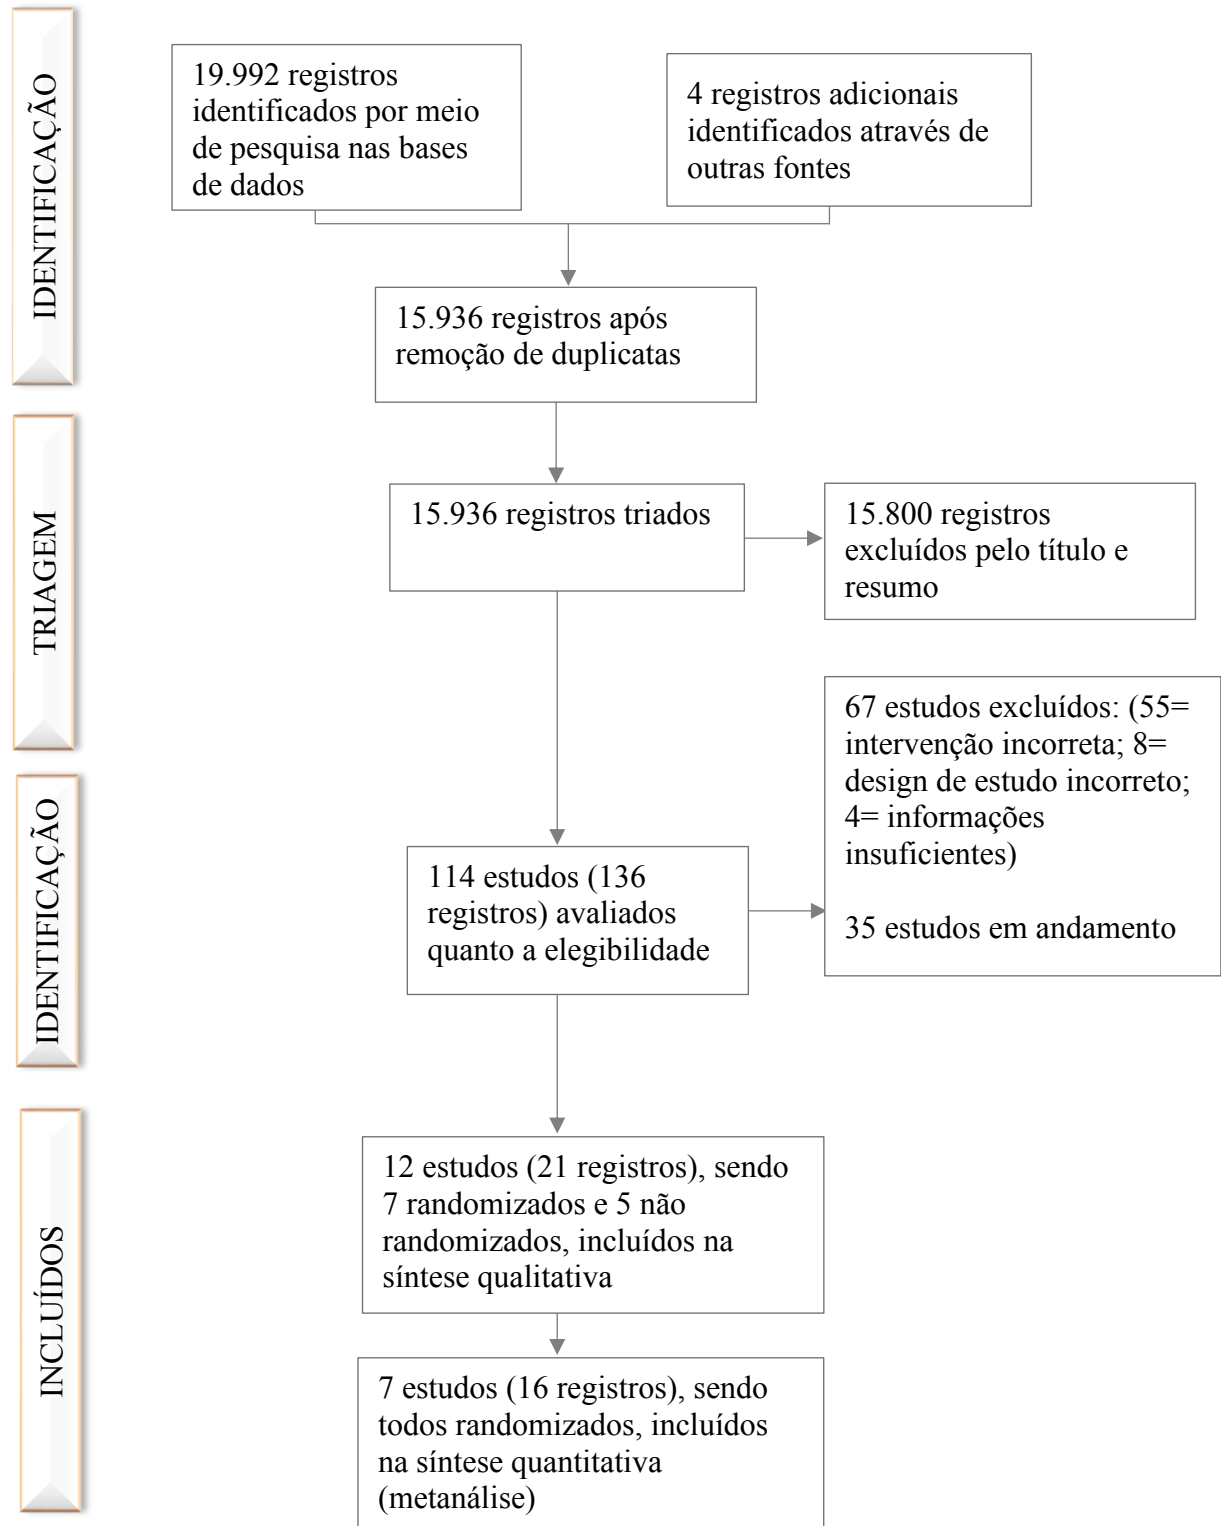 IDENTIFICAÇÃO
19.992 registros
identificados por meio
de pesquisa nas bases
de dados
4 registros adicionais
identificados através de
outras fontes
15.936 registros após
remoção de duplicatas
TRIAGEM
15.936 registros triados
15.800 registros
excluídos pelo título e
resumo
67 estudos excluídos: (55=
intervenção incorreta; 8=
design de estudo incorreto;
4= informações
insuficientes)
35 estudos em andamento
IDENTIFICAÇÃO
114 estudos (136
registros) avaliados
quanto a elegibilidade
INCLUÍDOS
12 estudos (21 registros), sendo
7 randomizados e 5 não
randomizados, incluídos na
síntese qualitativa
7 estudos (16 registros), sendo
todos randomizados, incluídos
na síntese quantitativa
(metanálise)